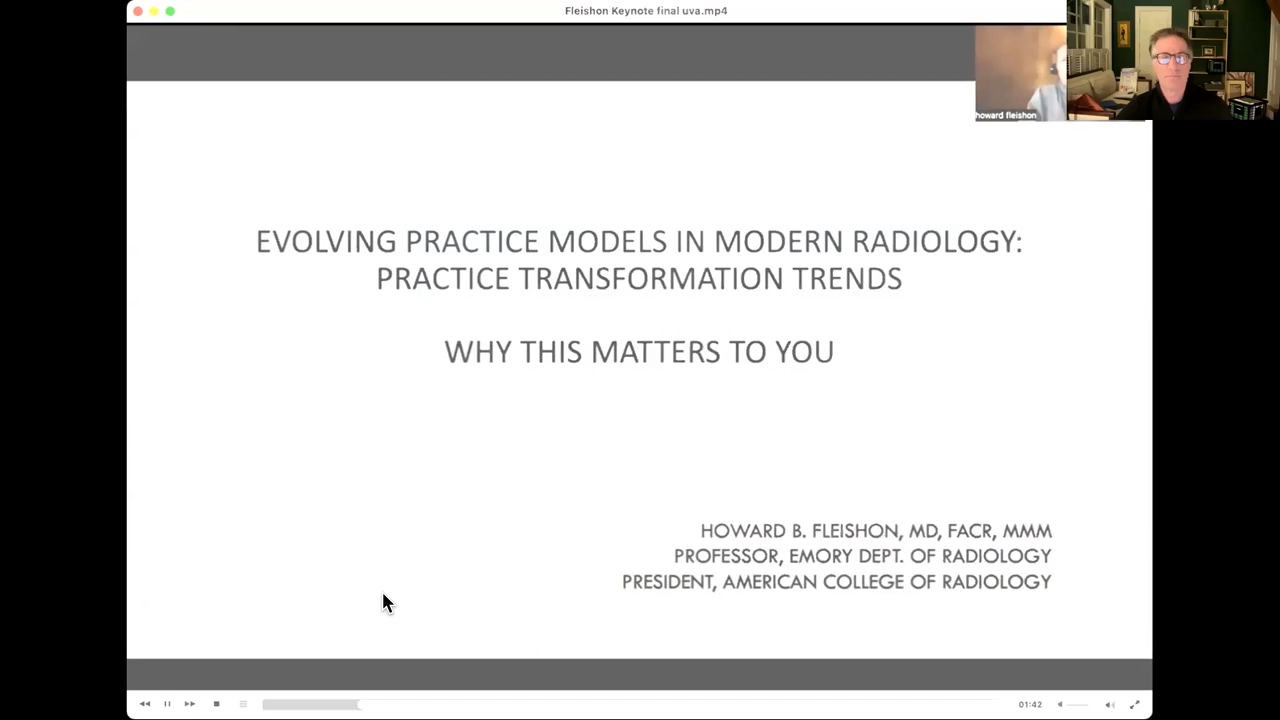 Fleishon Keynote final uva.mp4
howard fleishon
EVOLVING PRACTICE MODELS IN MODERN RADIOLOGY:
PRACTICE TRANSFORMATION TRENDS
WHY THIS MATTERS TO YOU
HOWARD B. FLEISHON, MD, FACR, MMM
PROFESSOR, EMORY DEPT. OF RADIOLOGY
PRESIDENT, AMERICAN COLLEGE OF RADIOLOGY
01:42